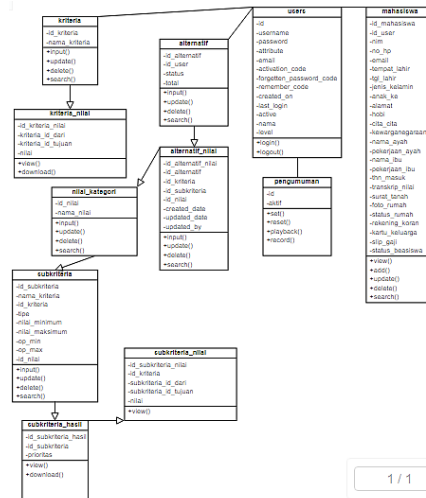 kriteria
-id_kriteria
-nama_kriteria
+input()
+update()
+delete()
+search()
kriteria_nilai
-id_kriteria_nilai
-kriteria_id_dari
-kriteria_id_tujuan
-nilai
+view()
+download()
alternatif
-id_alternatif
-id_user
-status
-total
+input()
+update()
+delete()
+search()
alternatif_nilai
-id_alternatif_nilai
-id_alternatif
-id_kriteria
-id_subkriteria
-id_nilai
-created_date
-updated_date
-updated_by
+input()
+update()
+delete()
+search()
nilai_kategori
-id_nilai
-nama_nilai
+input()
+update()
+delete()
+search()
subkriteria
-id_subkriteria
-nama_kriteria
-id_kriteria
-tipe
-nilai_minimum
-nilai_maksimum
-op_min
-op_max
-id_nilai
+input()
+update()
+delete()
+search()
subkriteria_hasil
-id_subkriteria_hasil
-id_subkriteria
-prioritas
+view()
+download()
subkriteria_nilai
-id_subkriteria_nilai
-id_kriteria
-subkriteria_id_dari
-subkriteria_id_tujuan
-nilai
+view()
users
-id
-username
-password
-attribute
-email
-activation_code
-forgetten_password_code
-remember_code
-created_on
-last_login
-active
-nama
-level
+login()
+logout()
pengumuman
-id
-aktif
+set()
+reset()
+playback()
+record()
mahasiswa
-id_mahasiswa
-id_user
-nim
-no_hp
-email
-tempat_lahir
-tgl_lahir
-jenis_kelamin
-anak_ke
-alamat
-hobi
-cita_cita
-kewarganegaraan
-nama_ayah
-pekerjaan_ayah
-nama_ibu
-pekerjaan_ibu
-thn_masuk
-transkrip_nilai
-surat_tanah
-foto_rumah
-status_rumah
-rekening_koran
-kartu_keluarga
-slip_gaji
-status_beasiswa
+view()
+add()
+update()
+delete()
+search()
1 / 1